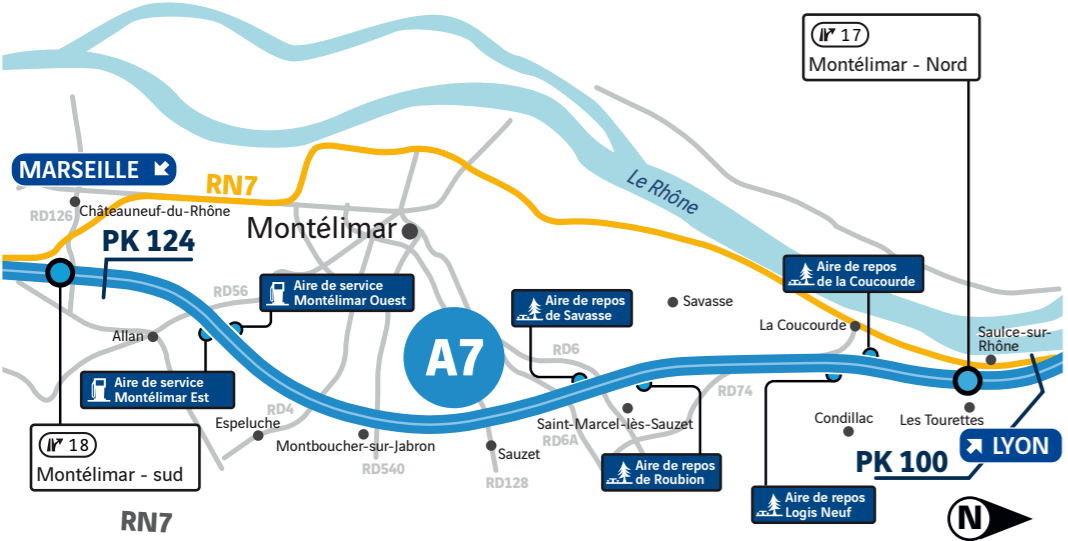 17
Montélimar - Nord
MARSEILLE
RN7
Le Rhône
RD126
Châteauneuf-du-Rhône
Montélimar
PK 124
Aire de repos
de la Coucourde
RD56
Aire de service
Montélimar Ouest
Aire de repos
de Savasse
Savasse
La Coucourde
Saulce-sur-
Rhône
Allan
A7
RD6
Aire de service
Montélimar Est
RD74
RD4
Espeluche
Saint-Marcel-lès-Sauzet
Condillac
Les Tourettes
18
Montélimar - sud
Montboucher-sur-Jabron
RD6A
Sauzet
LYON
RD540
RD128
Aire de repos
de Roubion
PK 100
Aire de repos
Logis Neuf
RN7
N